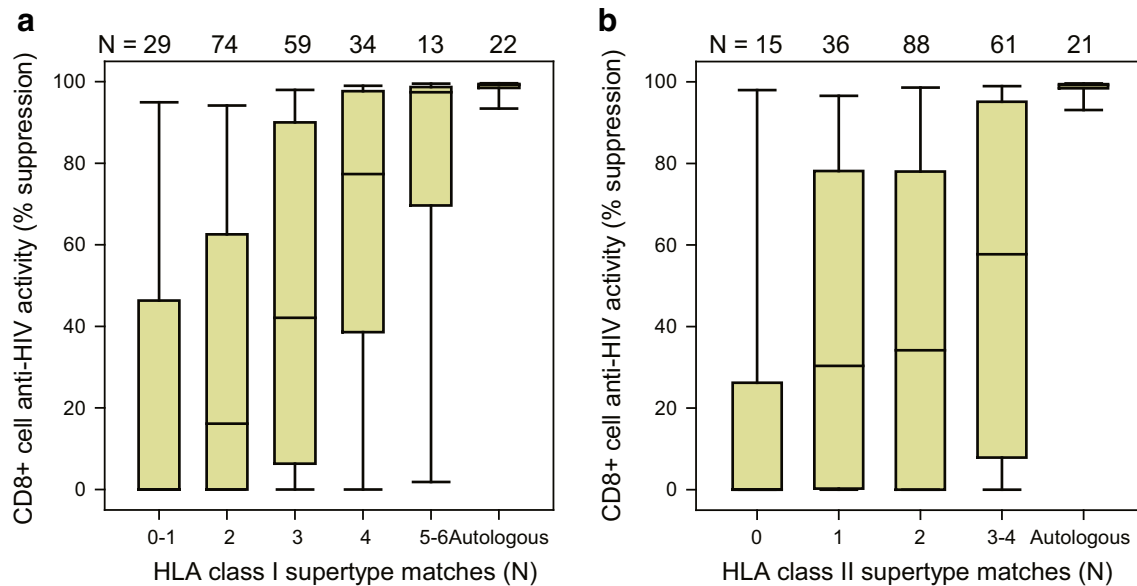 a
N = 29 74 59 34 13 22
CD8+ cell anti-HIV activity (% suppression)
100
80
60
40
20
0
0-1 2 3 4 5-6 Autologous
HLA class I supertype matches (N)
b
N = 15 36 88 61 21
CD8+ cell anti-HIV activity (% suppression)
100
80
60
40
20
0
0 1 2 3-4 Autologous
HLA class II supertype matches (N)